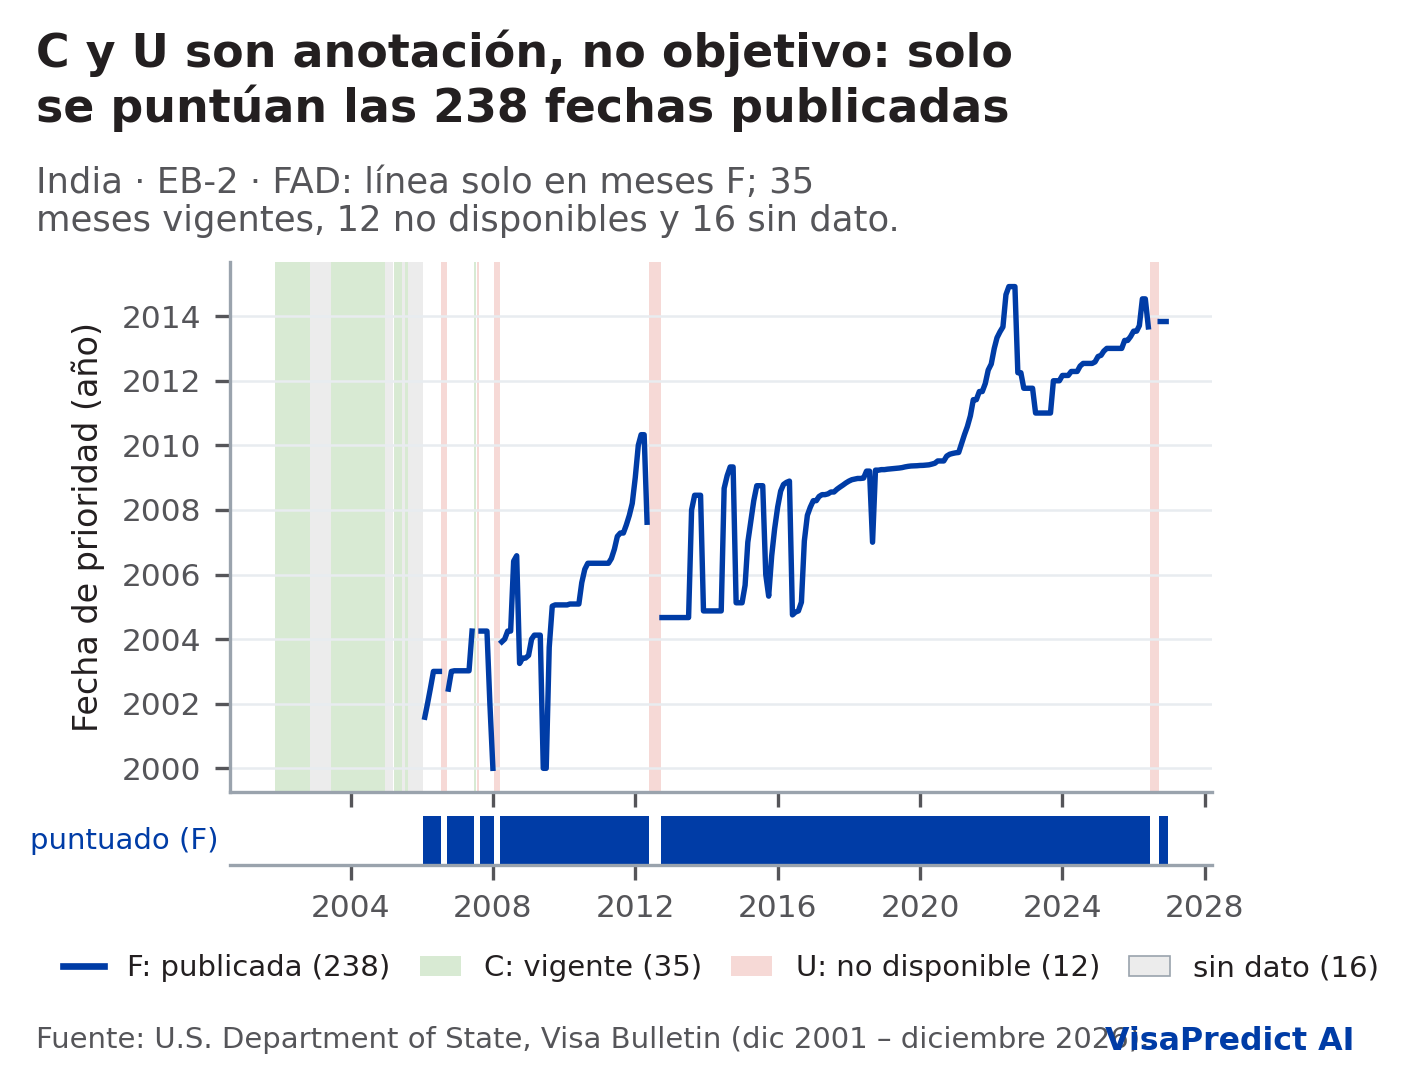 C y U son anotación, no objetivo: solo
se puntúan las 238 fechas publicadas
India · EB-2 · FAD: línea solo en meses F; 35
meses vigentes, 12 no disponibles y 16 sin dato.
Fecha de prioridad (año)
2014
2012
2010
2008
2006
2004
2002
2000
puntuado (F)
2004 2008 2012 2016 2020 2024 2028
F: publicada (238) C: vigente (35) U: no disponible (12) sin dato (16)
Fuente: U.S. Department of State, Visa Bulletin (dic 2001 – diciembre 2026).
VisaPredict AI